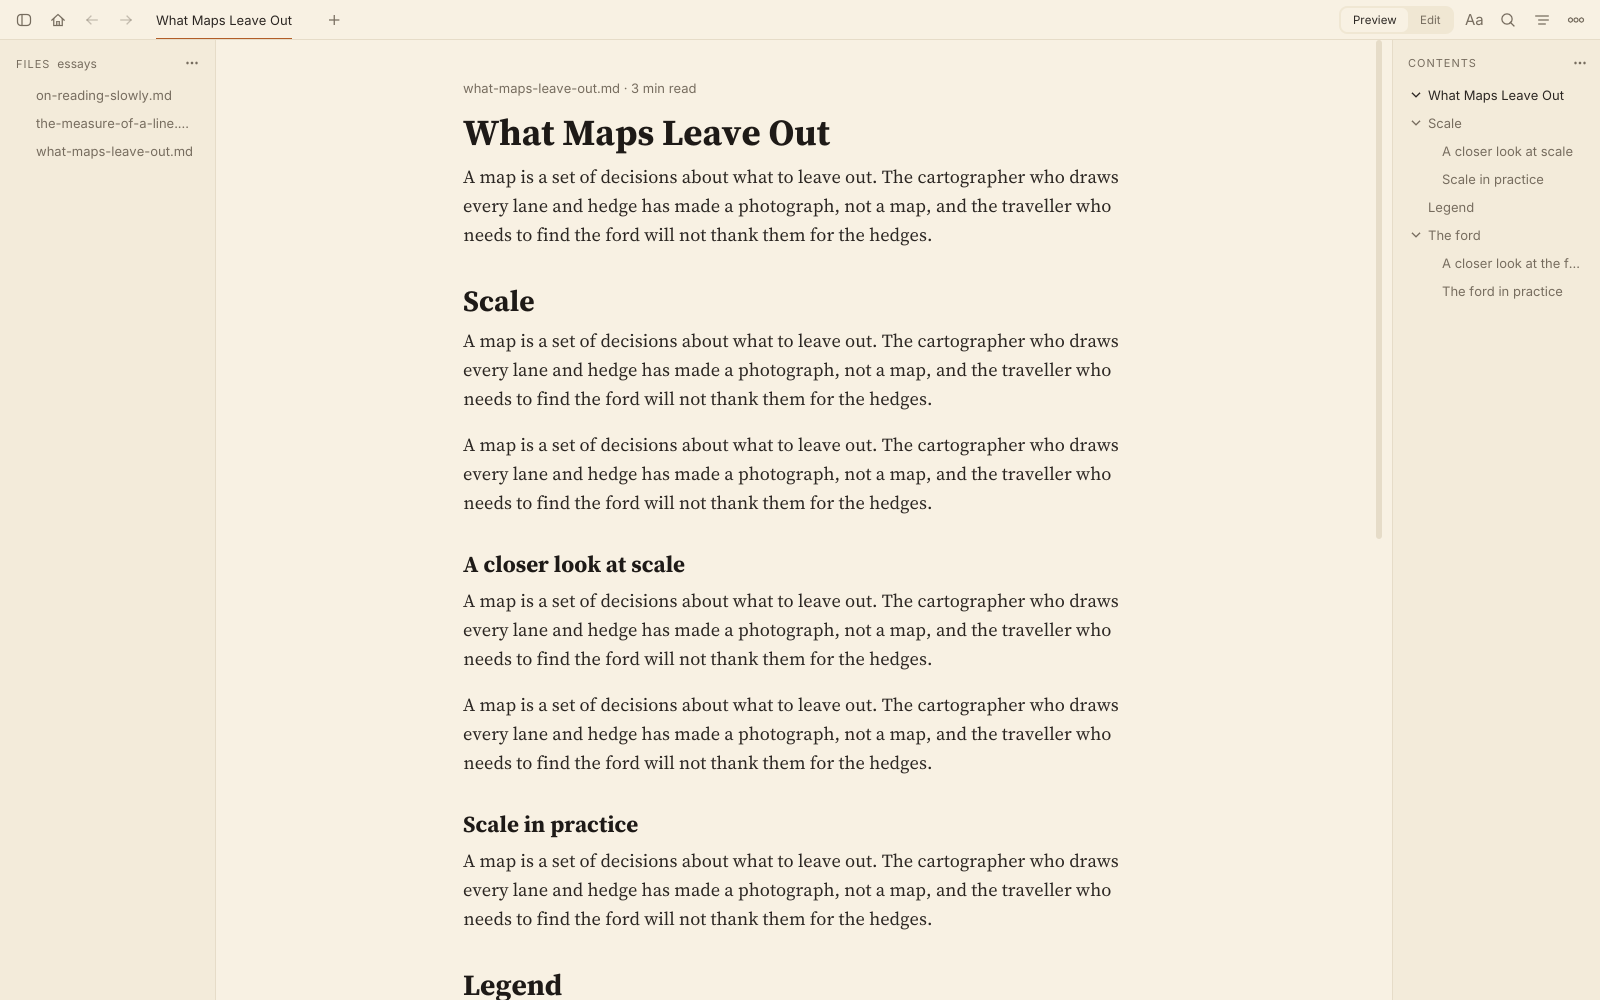 What Maps Leave Out
Preview
Edit
Aa
FILES essays
on-reading-slowly.md
the-measure-of-a-line....
what-maps-leave-out.md
what-maps-leave-out.md · 3 min read
What Maps Leave Out
A map is a set of decisions about what to leave out. The cartographer who draws
every lane and hedge has made a photograph, not a map, and the traveller who
needs to find the ford will not thank them for the hedges.
Scale
A map is a set of decisions about what to leave out. The cartographer who draws
every lane and hedge has made a photograph, not a map, and the traveller who
needs to find the ford will not thank them for the hedges.
A map is a set of decisions about what to leave out. The cartographer who draws
every lane and hedge has made a photograph, not a map, and the traveller who
needs to find the ford will not thank them for the hedges.
A closer look at scale
A map is a set of decisions about what to leave out. The cartographer who draws
every lane and hedge has made a photograph, not a map, and the traveller who
needs to find the ford will not thank them for the hedges.
A map is a set of decisions about what to leave out. The cartographer who draws
every lane and hedge has made a photograph, not a map, and the traveller who
needs to find the ford will not thank them for the hedges.
Scale in practice
A map is a set of decisions about what to leave out. The cartographer who draws
every lane and hedge has made a photograph, not a map, and the traveller who
needs to find the ford will not thank them for the hedges.
Legend
CONTENTS
What Maps Leave Out
Scale
A closer look at scale
Scale in practice
Legend
The ford
A closer look at the f...
The ford in practice